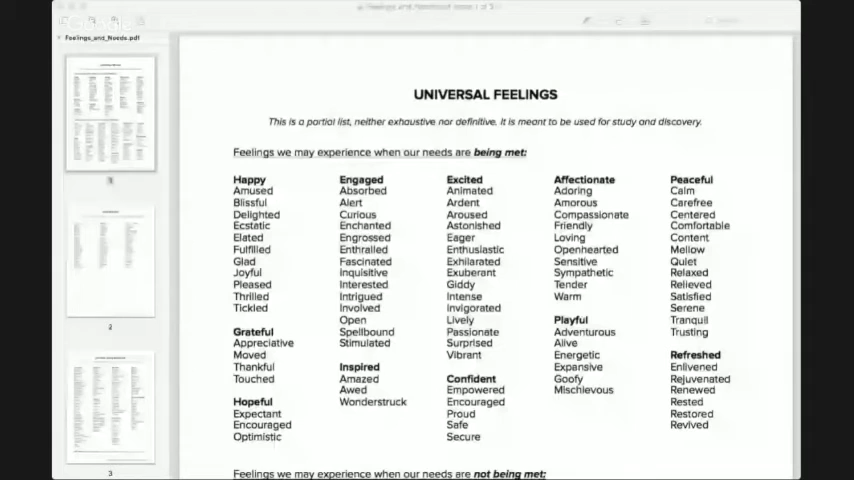 Feelings_and_Needs.pdf
1
2
3
UNIVERSAL FEELINGS
This is a partial list, neither exhaustive nor definitive. It is meant to be used for study and discovery.
Feelings we may experience when our needs are being met:
Happy
Amused
Blissful
Delighted
Ecstatic
Elated
Fulfilled
Glad
Joyful
Pleased
Thrilled
Tickled
Grateful
Appreciative
Moved
Thankful
Touched
Hopeful
Expectant
Encouraged
Optimistic
Engaged
Absorbed
Alert
Curious
Enchanted
Engrossed
Enthralled
Fascinated
Inquisitive
Interested
Intrigued
Involved
Open
Spellbound
Stimulated
Inspired
Amazed
Awed
Wonderstruck
Excited
Animated
Ardent
Aroused
Astonished
Eager
Enthusiastic
Exhilarated
Exuberant
Giddy
Intense
Invigorated
Lively
Passionate
Surprised
Vibrant
Confident
Empowered
Encouraged
Proud
Safe
Secure
Affectionate
Adoring
Amorous
Compassionate
Friendly
Loving
Openhearted
Sensitive
Sympathetic
Tender
Warm
Playful
Adventurous
Alive
Energetic
Expansive
Goofy
Mischievous
Peaceful
Calm
Carefree
Centered
Comfortable
Content
Mellow
Quiet
Relaxed
Relieved
Satisfied
Serene
Tranquil
Trusting
Refreshed
Enlivened
Rejuvenated
Renewed
Rested
Restored
Revived
Feelings we may experience when our needs are not being met: